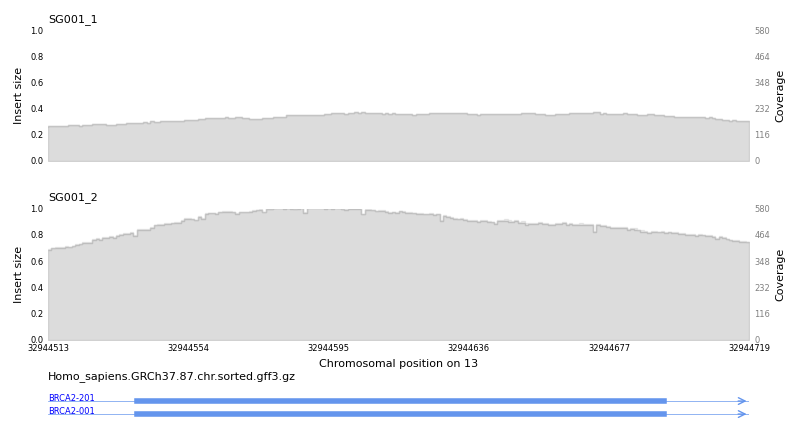 SG001_1
1.0
0.8
0.6
0.4
0.2
0.0
Insert size
580
464
348
232
116
0
Coverage
SG001_2
1.0
0.8
0.6
0.4
0.2
0.0
Insert size
580
464
348
232
116
0
Coverage
32944513 32944554 32944595 32944636 32944677 32944719
Chromosomal position on 13
Homo_sapiens.GRCh37.87.chr.sorted.gff3.gz
BRCA2-201
BRCA2-001